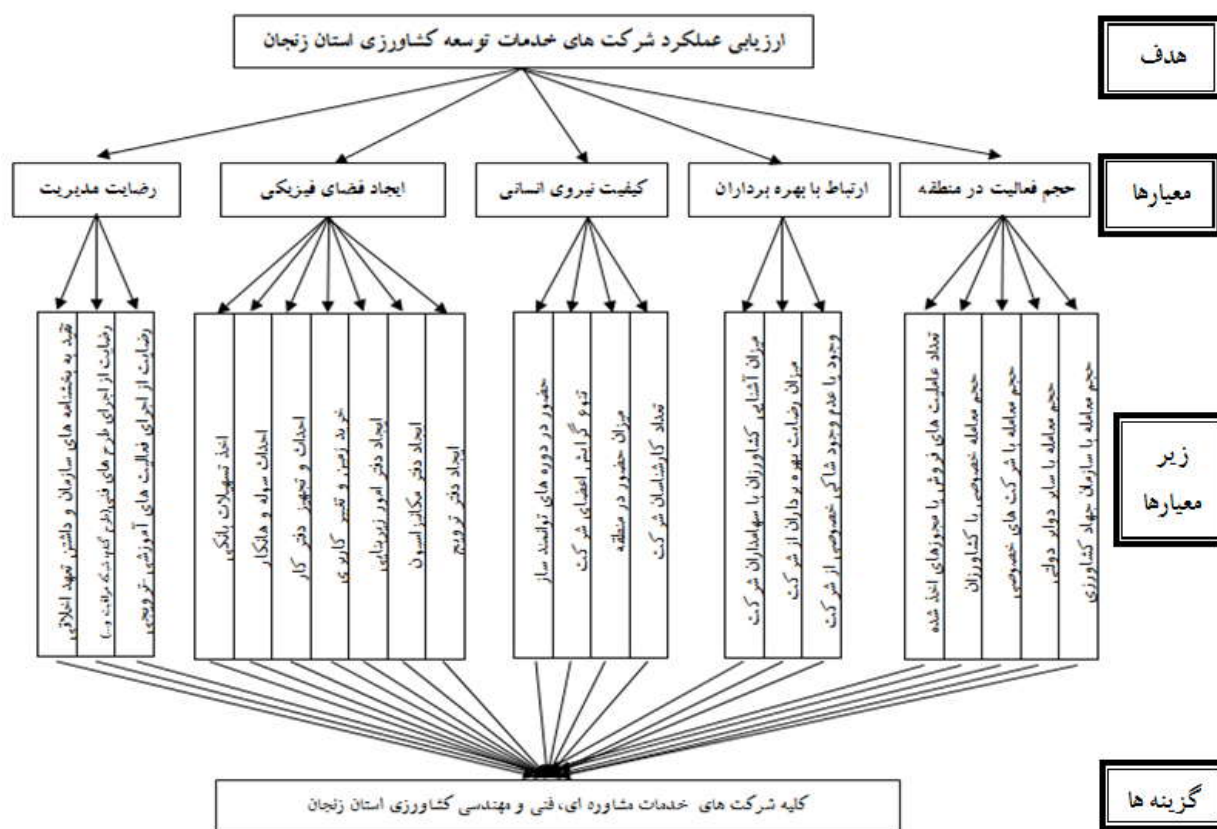 ارزیابی عملکرد شرکت های خدمات توسعه کشاورزی استان زنجان
هدف
حجم فعالیت در منطقه
ارتباط با بهره برداران
کیفیت نیروی انسانی
ایجاد فضای فیزیکی
رضایت مدیریت
معیارها
حجم معامله با سازمان جهاد کشاورزی
حجم معامله با سایر دوایر دولتی
حجم معامله با شرکت های خصوصی
حجم معامله خصوصی با کشاورزان
تعداد عاملیت های فروش یا مجوزهای اخذ شده
وجود یا عدم وجود شاکی خصوصی از شرکت
میزان رضایت بهره برداران از شرکت
میزان آشنایی کشاورزان با سهامداران شرکت
تعداد کارشناسان شرکت
میزان حضور در منطقه
تنوع گرایش اعضای شرکت
حضور در دوره های توانمند ساز
ایجاد دفتر ترویج
ایجاد دفتر مکانیزاسیون
ایجاد دفتر امور زیربنایی
خرید زمین و تغییر کاربری
احداث و تجهیز دفتر کار
احداث سوله و هانگار
اخذ تسهیلات بانکی
رضایت از اجرای فعالیت های آموزشی-ترویجی
رضایت از اجرای طرح های فنی(طرح گندم، شبکه مراقبت و...)
تقید به بخشنامه های سازمان و داشتن تعهد اخلاقی
زیر
معیارها
کلیه شرکت های خدمات مشاوره ای، فنی و مهندسی کشاورزی استان زنجان
گزینه ها